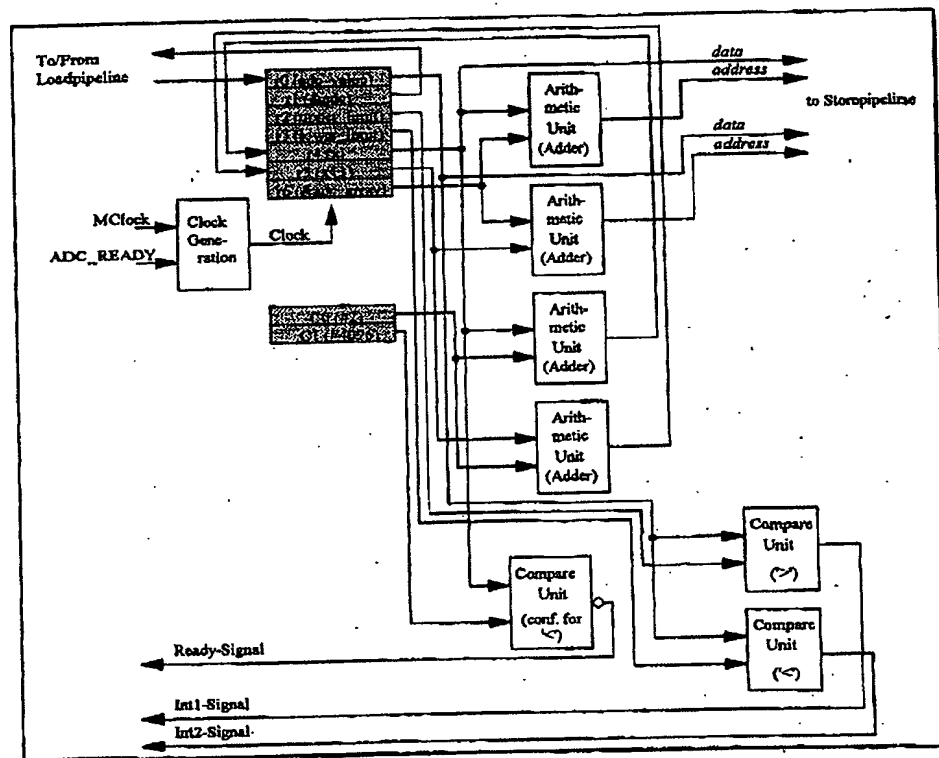 To/From
Loadpipeline
data
address
to Storepipeline
data
address
Arith-
metic
Unit
(Adder)
Arith-
metic
Unit
(Adder)
MClock
ADC_READY
Clock
Gene-
ration
Clock
Arith-
metic
Unit
(Adder)
Arith-
metic
Unit
(Adder)
Compare
Unit
(conf. for
'<')
Compare
Unit
('>')
Compare
Unit
('<')
Ready-Signal
Int1-Signal
Int2-Signal